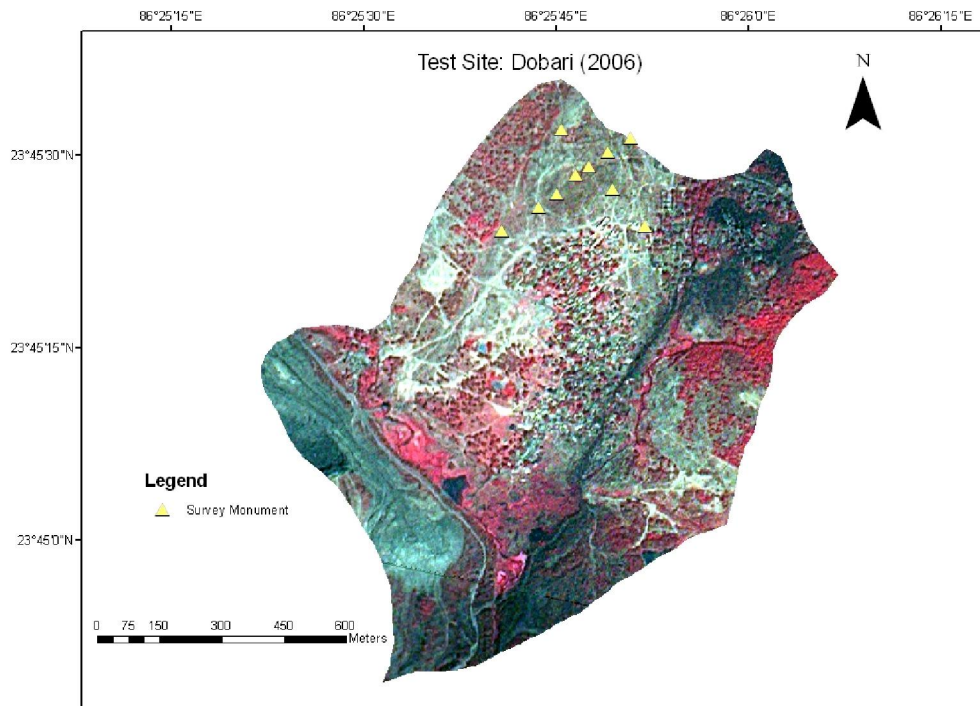 86°25'15"E 86°25'30"E 86°25'45"E 86°26'0"E 86°26'15"E
Test Site: Dobari (2006)
N
23°45'30"N
23°45'15"N
Legend
Survey Monument
23°45'0"N
0 75 150 300 450 600
Meters